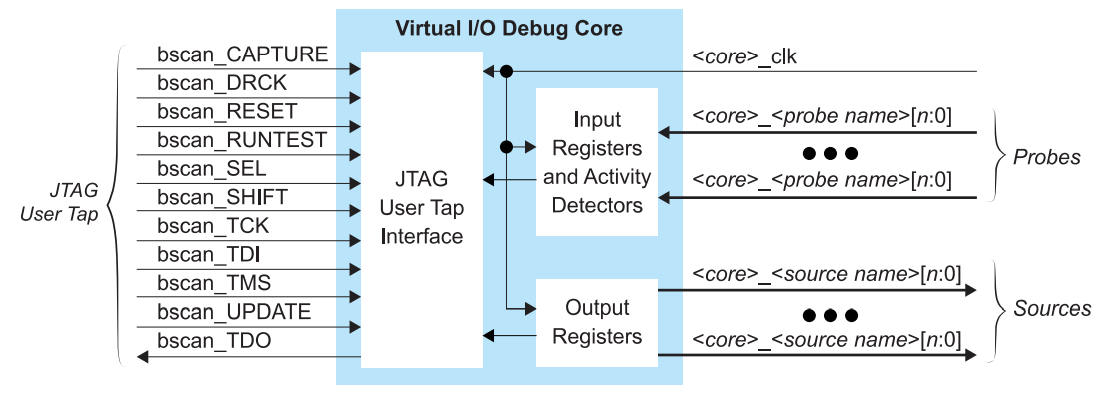 Virtual I/O Debug Core
bscan_CAPTURE
bscan_DRCK
bscan_RESET
bscan_RUNTEST
bscan_SEL
bscan_SHIFT
bscan_TCK
bscan_TDI
bscan_TMS
bscan_UPDATE
bscan_TDO
JTAG
User Tap
JTAG
User Tap
Interface
Input
Registers
and Activity
Detectors
Output
Registers
<core>_clk
<core>_<probe name>[n:0]
<core>_<probe name>[n:0]
Probes
<core>_<source name>[n:0]
<core>_<source name>[n:0]
Sources